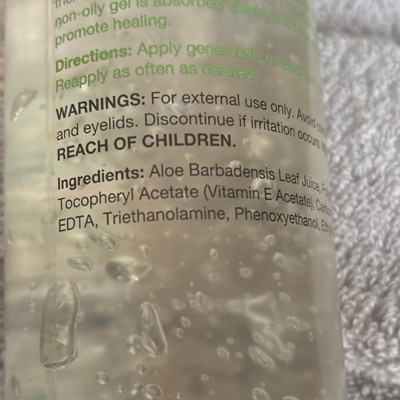 non-oily gel is absorbed
promote healing.
Directions: Apply generously
Reapply as often as desired
WARNINGS: For external use only. Avoid
and eyelids. Discontinue if irritation occurs.
REACH OF CHILDREN.
Ingredients: Aloe Barbadensis Leaf Juice,
Tocopheryl Acetate (Vitamin E Acetate),
EDTA, Triethanolamine, Phenoxyethanol,